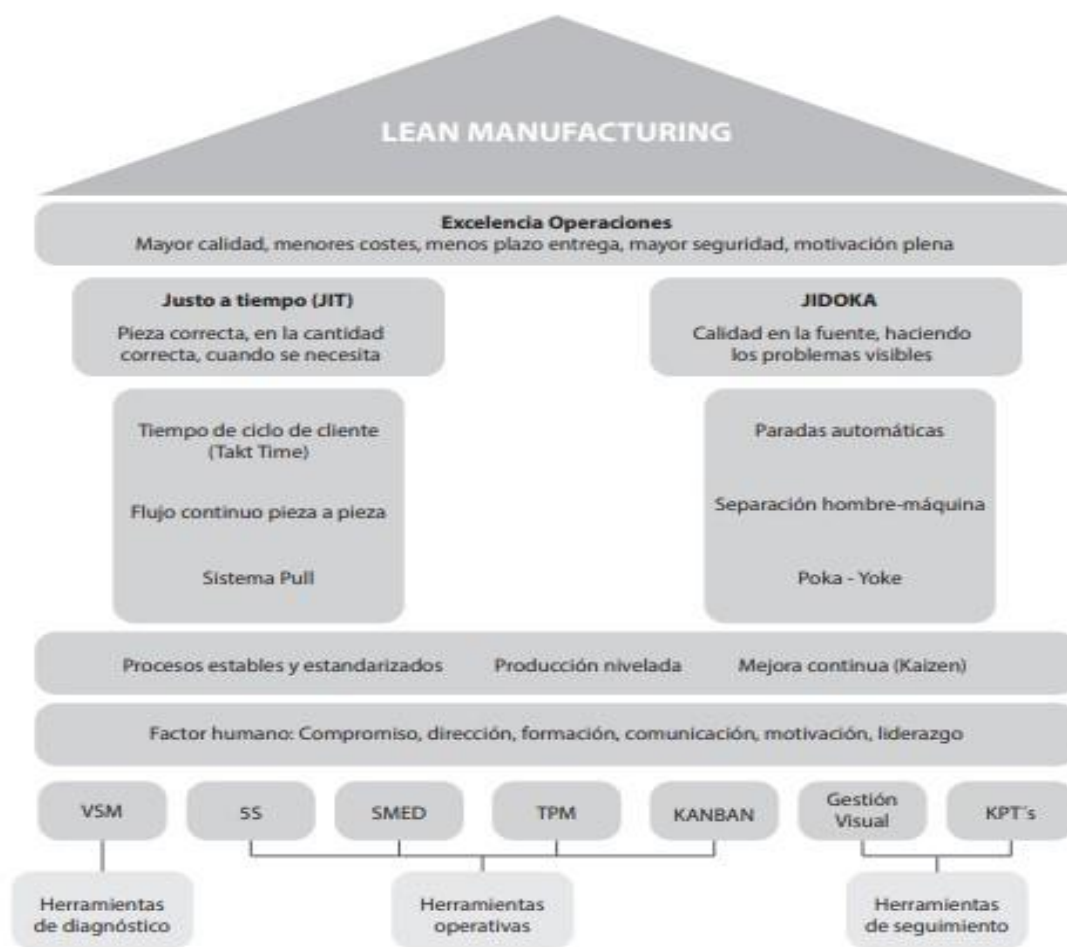 LEAN MANUFACTURING
Excelencia Operaciones
Mayor calidad, menores costes, menos plazo entrega, mayor seguridad, motivación plena
Justo a tiempo (JIT)
Pieza correcta, en la cantidad
correcta, cuando se necesita
JIDOKA
Calidad en la fuente, haciendo
los problemas visibles
Tiempo de ciclo de cliente
(Takt Time)
Flujo continuo pieza a pieza
Sistema Pull
Paradas automáticas
Separación hombre-máquina
Poka - Yoke
Procesos estables y estandarizados
Producción nivelada
Mejora continua (Kaizen)
Factor humano: Compromiso, dirección, formación, comunicación, motivación, liderazgo
VSM
5S
SMED
TPM
KANBAN
Gestión
Visual
KPT´s
Herramientas
de diagnóstico
Herramientas
operativas
Herramientas
de seguimiento